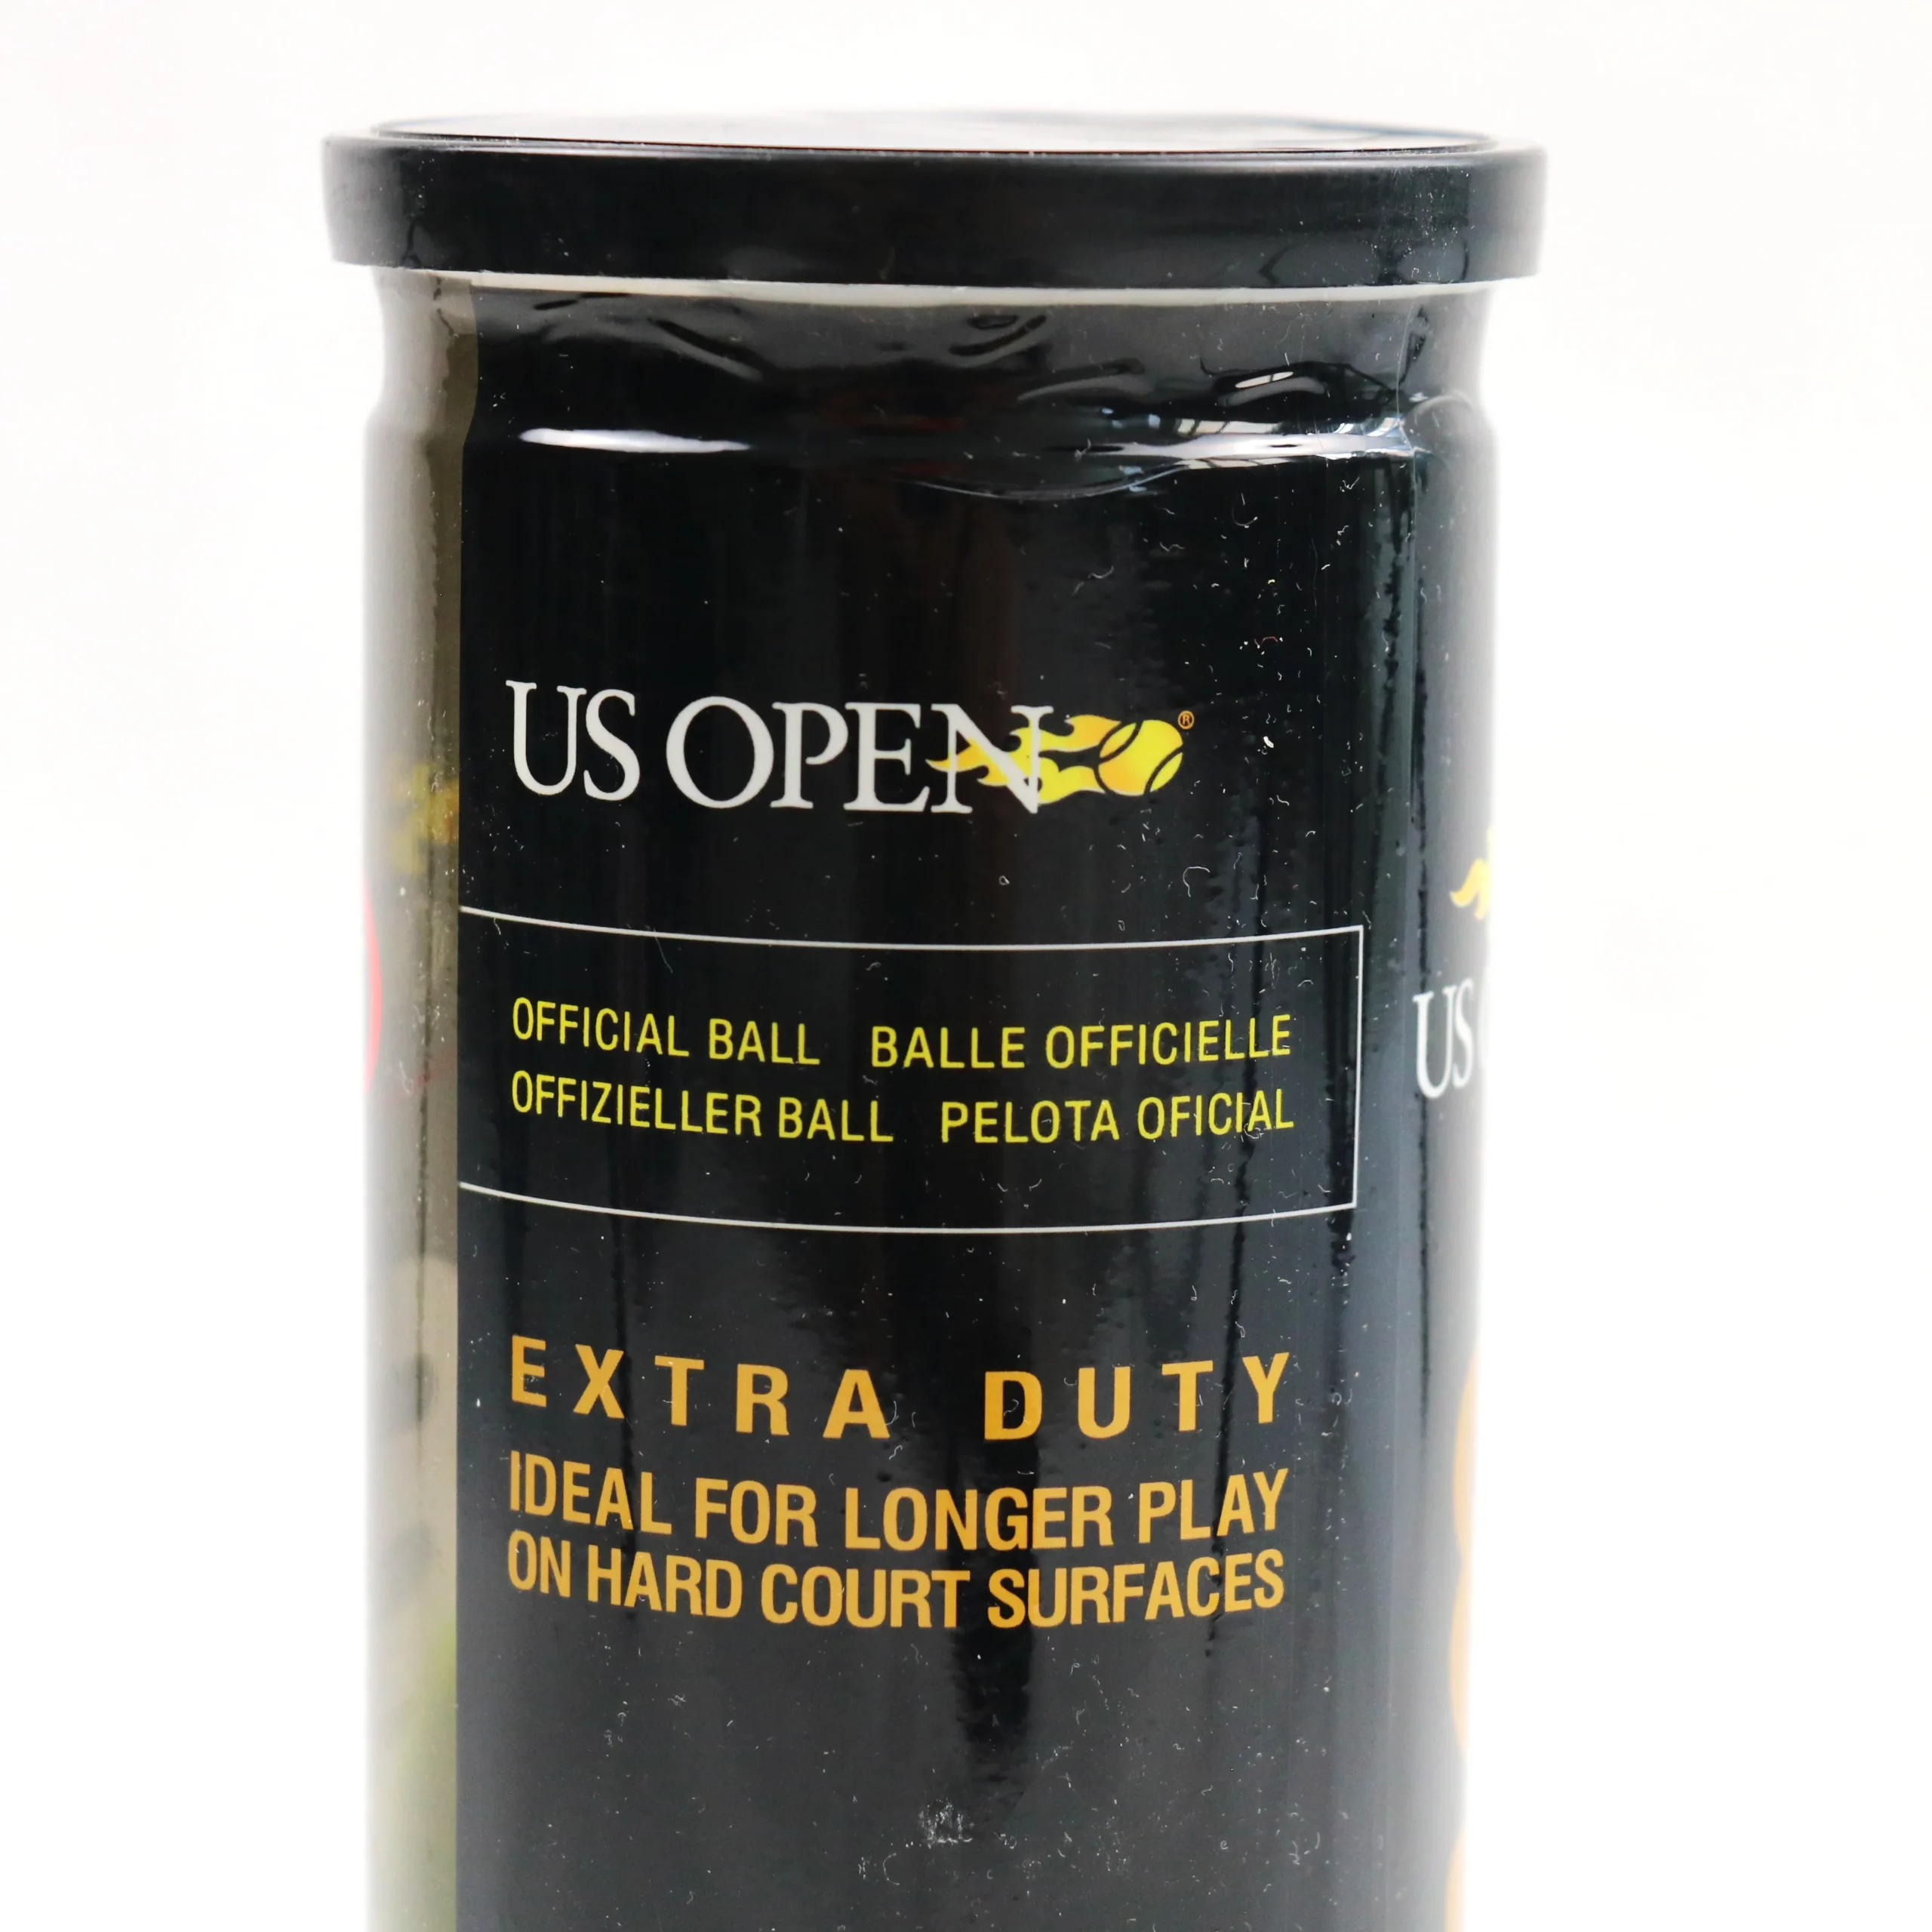 US OPEN®
OFFICIAL BALL BALLE OFFICIELLE
OFFIZIELLER BALL PELOTA OFICIAL
EXTRA DUTY
IDEAL FOR LONGER PLAY
ON HARD COURT SURFACES
US